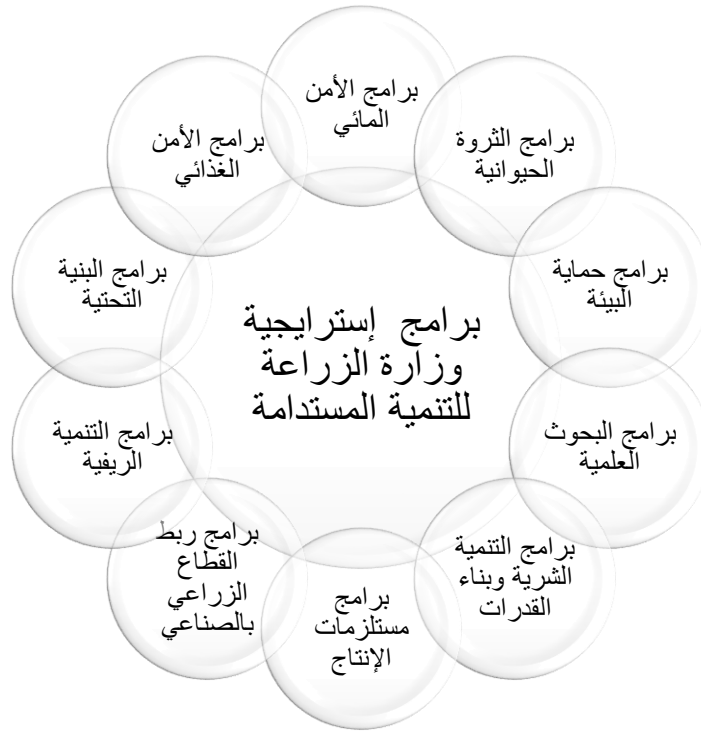 برامج الأمن
المائي
برامج الثروة
الحيوانية
برامج حماية
البيئة
برامج البحوث
العلمية
برامج التنمية
الشرية وبناء
القدرات
برامج
مستلزمات
الإنتاج
برامج ربط
القطاع
الزراعي
بالصناعي
برامج التنمية
الريفية
برامج البنية
التحتية
برامج الأمن
الغذائي
برامج إسترايجية
وزارة الزراعة
للتنمية المستدامة